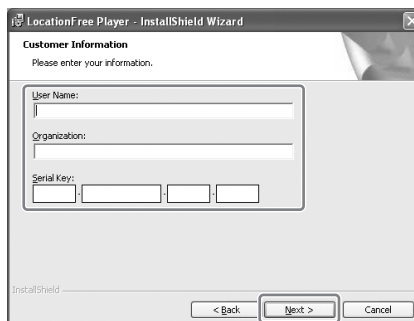 LocationFree Player - InstallShield Wizard
Customer Information
Please enter your information.
User Name:
Organization:
Serial Key:
- - -
InstallShield
< Back Next > Cancel